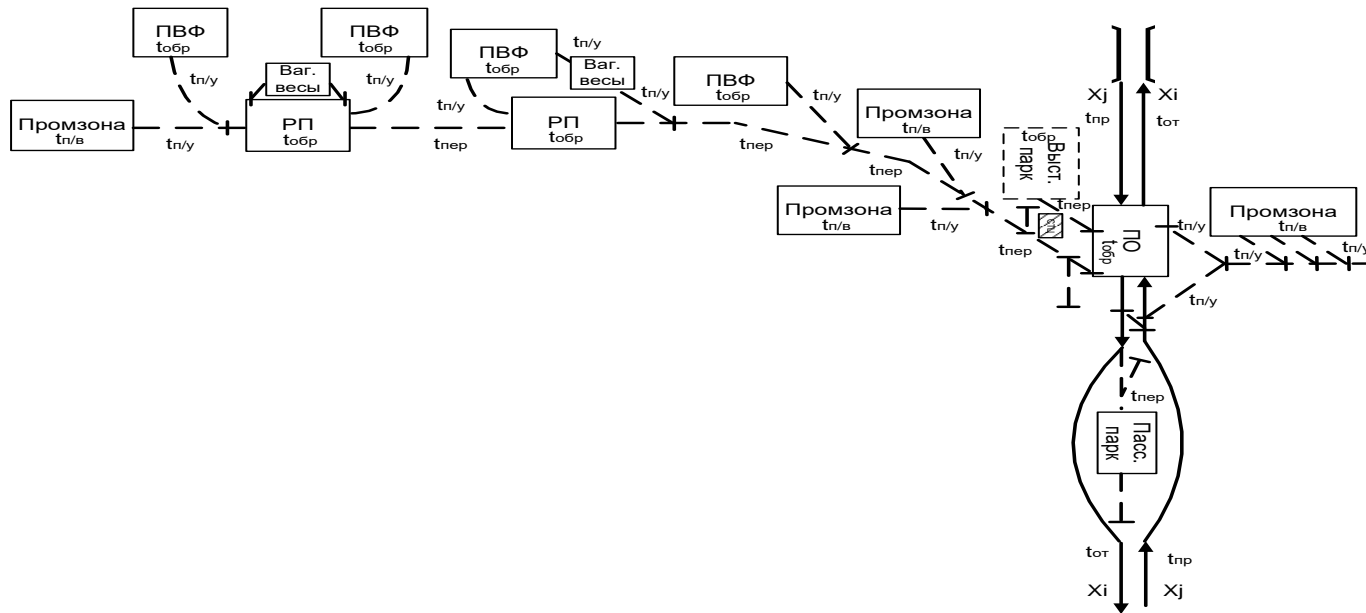 ПВФ
tобр
ПВФ
tобр
tп/у
Ваг.
весы
tп/у
Промзона
tп/в
tп/у
РП
tобр
tпер
ПВФ
tобр
tп/у
Ваг.
весы
tп/у
РП
tобр
tп/у
tпер
ПВФ
tобр
tп/у
tпер
Промзона
tп/в
tп/у
Промзона
tп/в
tп/у
tпер
tобр
Выст.
парк
tпер
Xj
tпр
Xi
tот
ПО
tобр
tп/у
Промзона
tп/в
tп/у
tп/у
tп/у
tпер
Пасс.
парк
tот
Xi
tпр
Xj